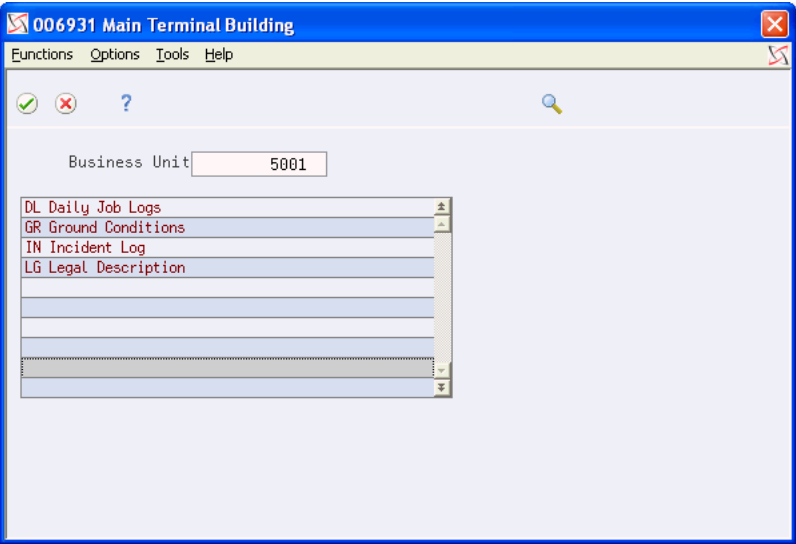 006931 Main Terminal Building
Functions Options Tools Help
?
Business Unit 5001
DL Daily Job Logs
GR Ground Conditions
IN Incident Log
LG Legal Description